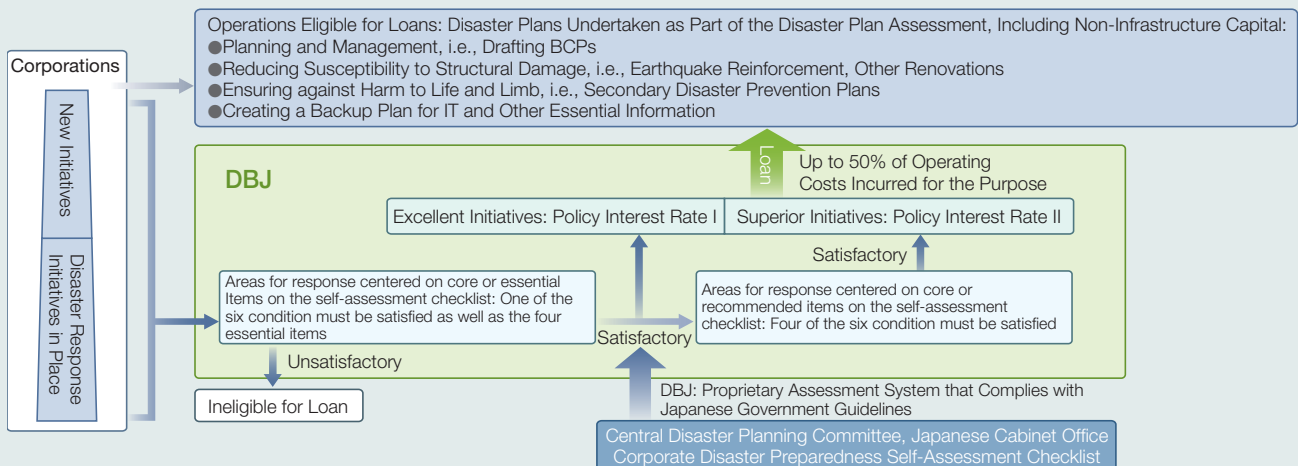 Operations Eligible for Loans: Disaster Plans Undertaken as Part of the Disaster Plan Assessment, Including Non-Infrastructure Capital:
●Planning and Management, i.e., Drafting BCPs
●Reducing Susceptibility to Structural Damage, i.e., Earthquake Reinforcement, Other Renovations
●Ensuring against Harm to Life and Limb, i.e., Secondary Disaster Prevention Plans
●Creating a Backup Plan for IT and Other Essential Information
Corporations
New Initiatives
Disaster Response
Initiatives in Place
DBJ
Loan
Up to 50% of Operating
Costs Incurred for the Purpose
Excellent Initiatives: Policy Interest Rate I
Superior Initiatives: Policy Interest Rate II
Satisfactory
Areas for response centered on core or essential
Items on the self-assessment checklist: One of the
six condition must be satisfied as well as the four
essential items
Satisfactory
Areas for response centered on core or
recommended items on the self-assessment
checklist: Four of the six condition must be satisfied
Unsatisfactory
Ineligible for Loan
DBJ: Proprietary Assessment System that Complies with
Japanese Government Guidelines
Central Disaster Planning Committee, Japanese Cabinet Office
Corporate Disaster Preparedness Self-Assessment Checklist